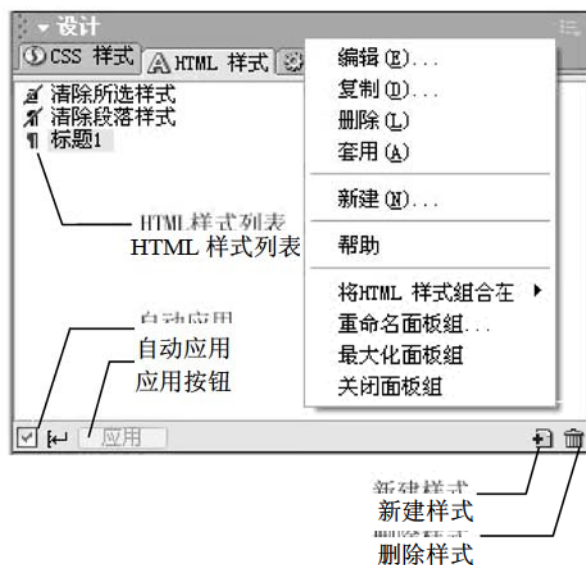 设计
CSS 样式
HTML 样式
清除所选样式
清除段落样式
标题1
编辑(E)...
复制(D)...
删除(L)
套用(A)
新建(N)...
帮助
将HTML 样式组合在
重命名面板组...
最大化面板组
关闭面板组
HTML样式列表
HTML 样式列表
自动应用
自动应用
应用按钮
应用
新建样式
新建样式
删除样式
删除样式